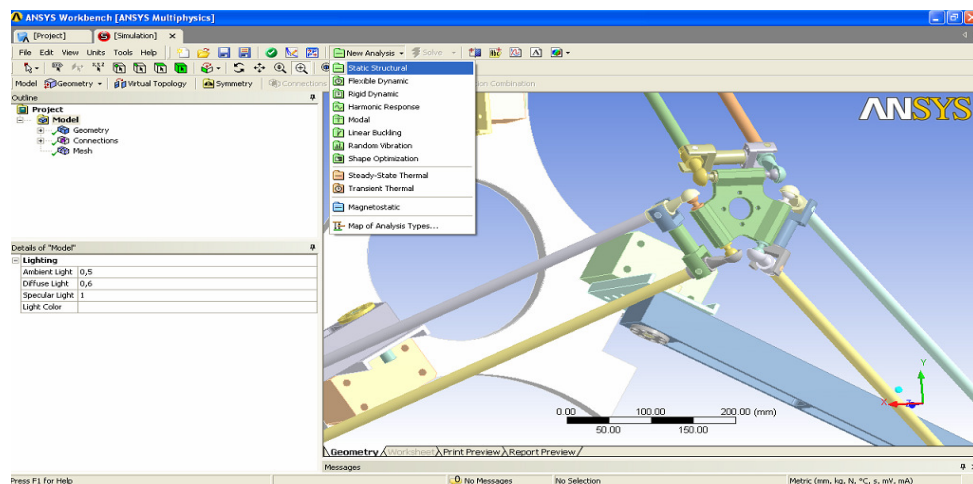 ANSYS Workbench [ANSYS Multiphysics]
[Project] [Simulation] ×
File Edit View Units Tools Help New Analysis Solve
Model Geometry Virtual Topology Symmetry Connections on Combination
Static Structural
Flexible Dynamic
Rigid Dynamic
Harmonic Response
Modal
Linear Buckling
Random Vibration
Shape Optimization
Steady-State Thermal
Transient Thermal
Magnetostatic
Map of Analysis Types...
Outline
Project
Model
Geometry
Connections
Mesh
Details of "Model"
Lighting
Ambient Light 0,5
Diffuse Light 0,6
Specular Light 1
Light Color
ANSYS
Y
X
Z
0.00 100.00 200.00 (mm)
50.00 150.00
Geometry Worksheet Print Preview Report Preview
Messages
Press F1 for Help 0 No Messages No Selection Metric (mm, kg, N, °C, s, mV, mA)